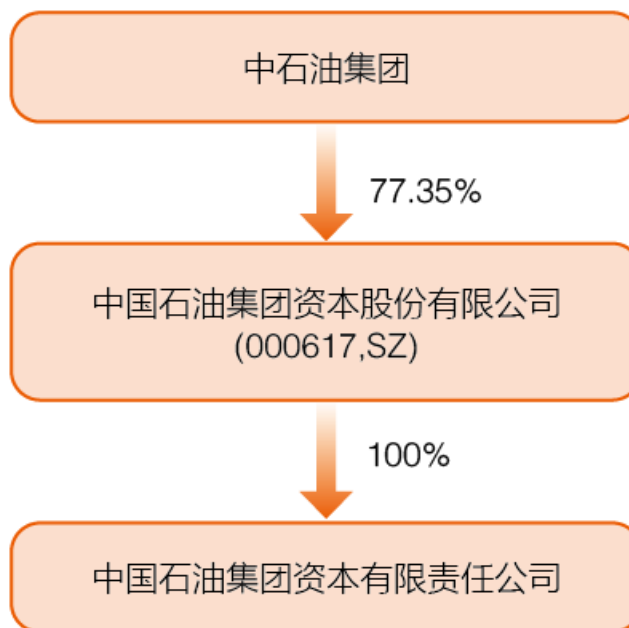 中石油集团
77.35%
中国石油集团资本股份有限公司
(000617,SZ)
100%
中国石油集团资本有限责任公司